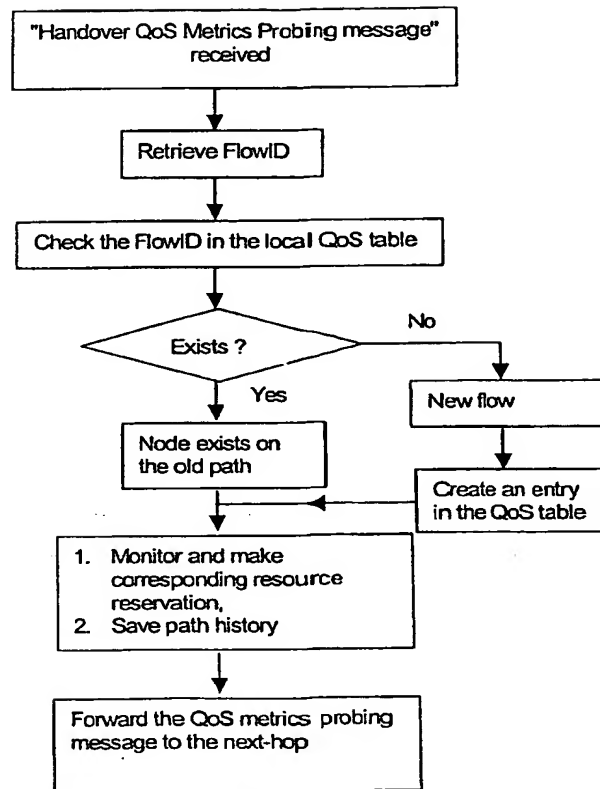 "Handover QoS Metrics Probing message"
received
Retrieve FlowID
Check the FlowID in the local QoS table
Exists ?
No
Yes
New flow
Node exists on
the old path
Create an entry
in the QoS table
1. Monitor and make
corresponding resource
reservation,
2. Save path history
Forward the QoS metrics probing
message to the next-hop